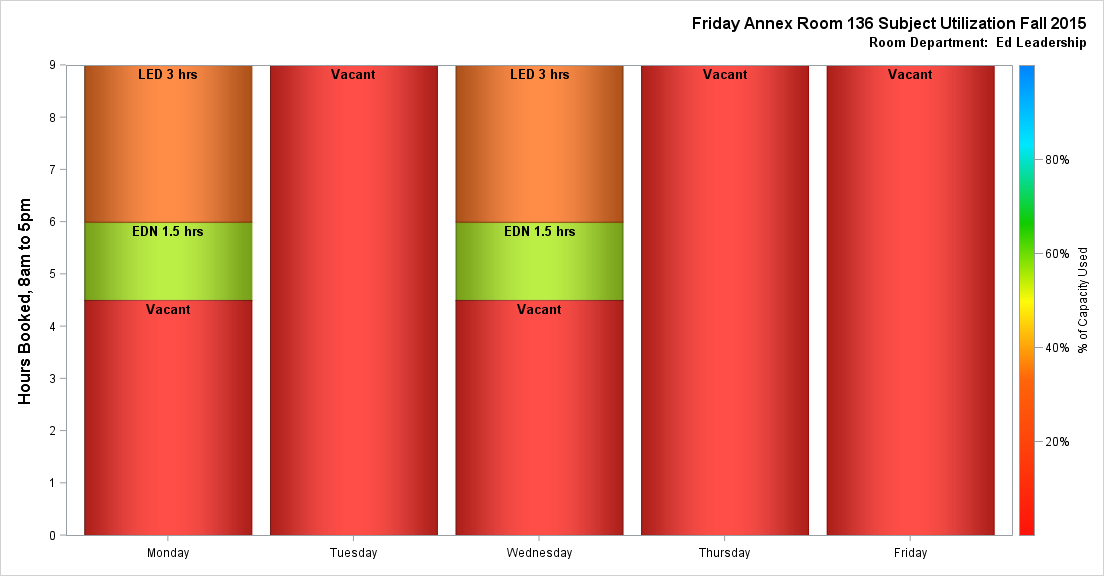 Friday Annex Room 136 Subject Utilization Fall 2015
Room Department: Ed Leadership
Hours Booked, 8am to 5pm
9
8
7
6
5
4
3
2
1
0
LED 3 hrs
EDN 1.5 hrs
Vacant
Vacant
LED 3 hrs
EDN 1.5 hrs
Vacant
Vacant
Vacant
Monday
Tuesday
Wednesday
Thursday
Friday
80%
60%
40%
20%
% of Capacity Used